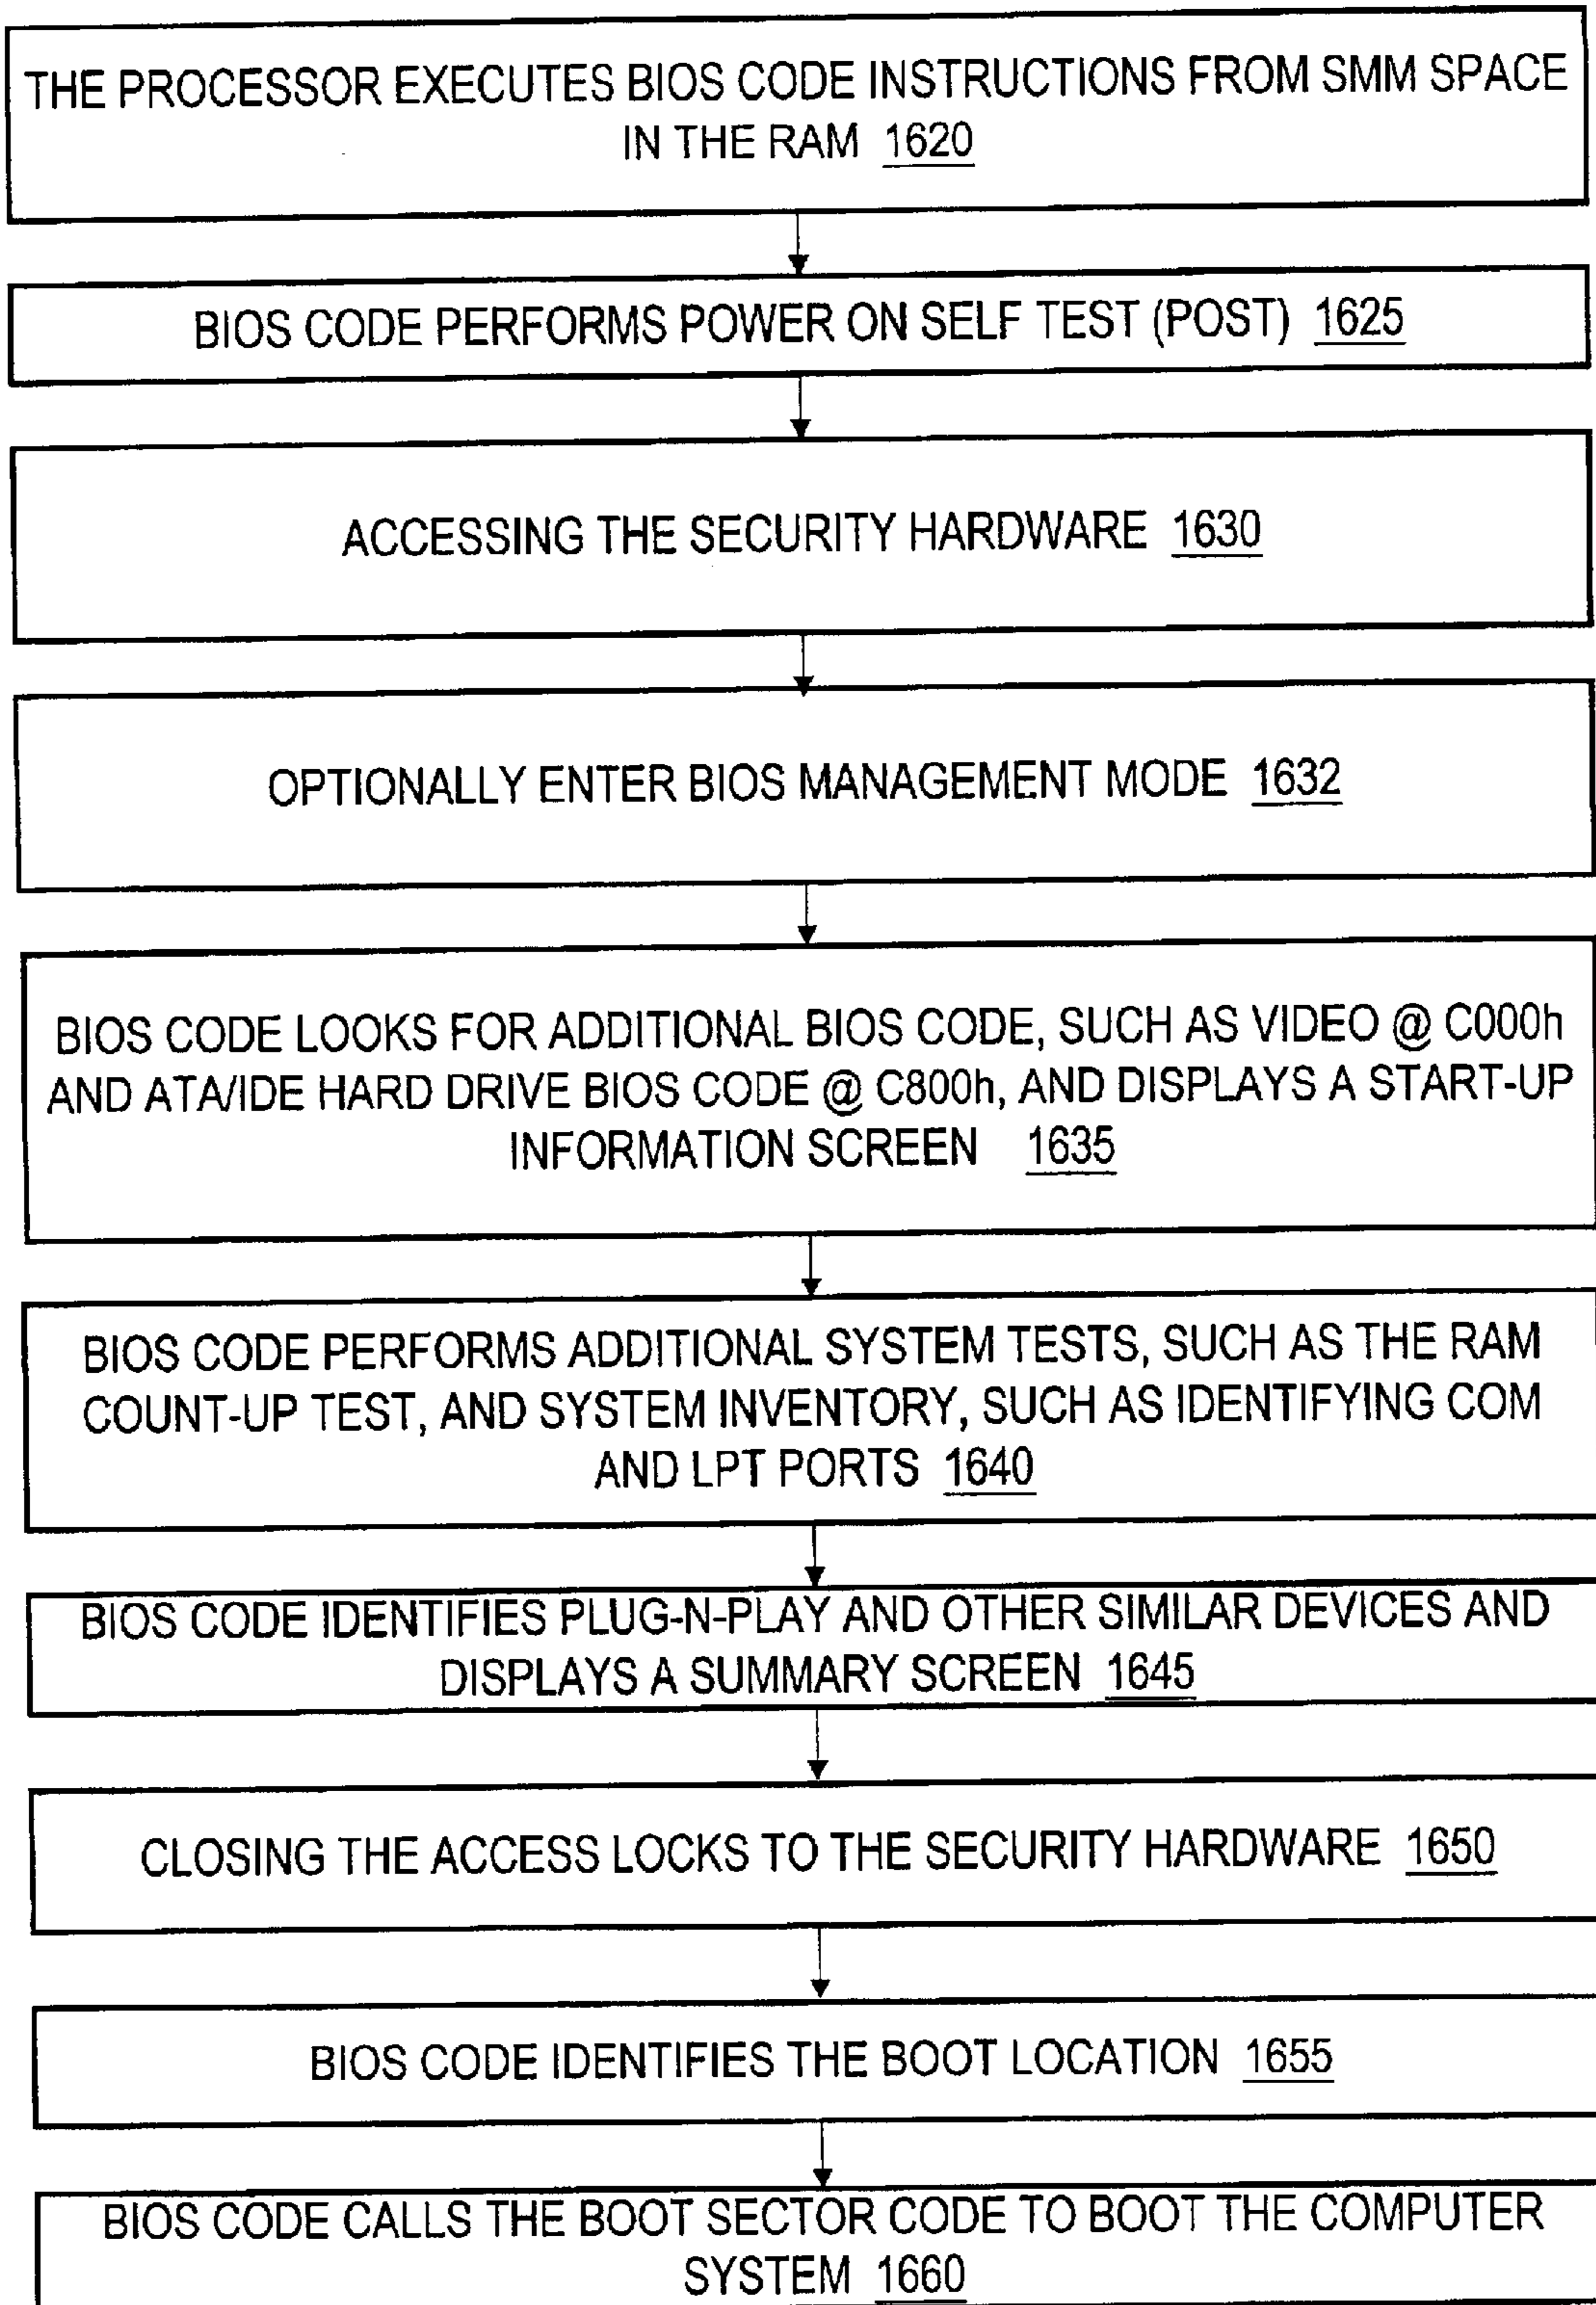 THE PROCESSOR EXECUTES BIOS CODE INSTRUCTIONS FROM SMM SPACE
IN THE RAM 1620
BIOS CODE PERFORMS POWER ON SELF TEST (POST) 1625
ACCESSING THE SECURITY HARDWARE 1630
OPTIONALLY ENTER BIOS MANAGEMENT MODE 1632
BIOS CODE LOOKS FOR ADDITIONAL BIOS CODE, SUCH AS VIDEO @ C000h
AND ATA/IDE HARD DRIVE BIOS CODE @ C800h, AND DISPLAYS A START-UP
INFORMATION SCREEN 1635
BIOS CODE PERFORMS ADDITIONAL SYSTEM TESTS, SUCH AS THE RAM
COUNT-UP TEST, AND SYSTEM INVENTORY, SUCH AS IDENTIFYING COM
AND LPT PORTS 1640
BIOS CODE IDENTIFIES PLUG-N-PLAY AND OTHER SIMILAR DEVICES AND
DISPLAYS A SUMMARY SCREEN 1645
CLOSING THE ACCESS LOCKS TO THE SECURITY HARDWARE 1650
BIOS CODE IDENTIFIES THE BOOT LOCATION 1655
BIOS CODE CALLS THE BOOT SECTOR CODE TO BOOT THE COMPUTER
SYSTEM 1660